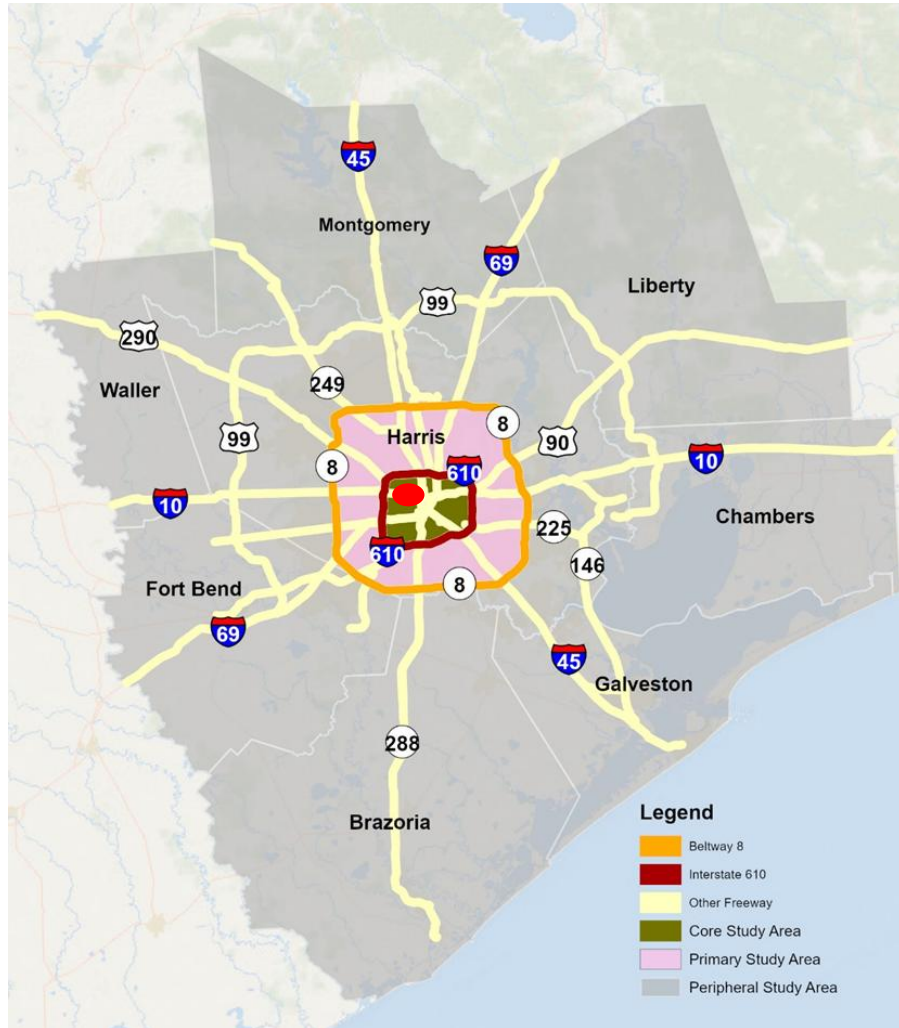 45
Montgomery
69
99
Liberty
290
249
Waller
8
Harris
99
90
8
610
10
10
Chambers
225
610
146
Fort Bend
8
69
45
Galveston
288
Brazoria
Legend
Beltway 8
Interstate 610
Other Freeway
Core Study Area
Primary Study Area
Peripheral Study Area